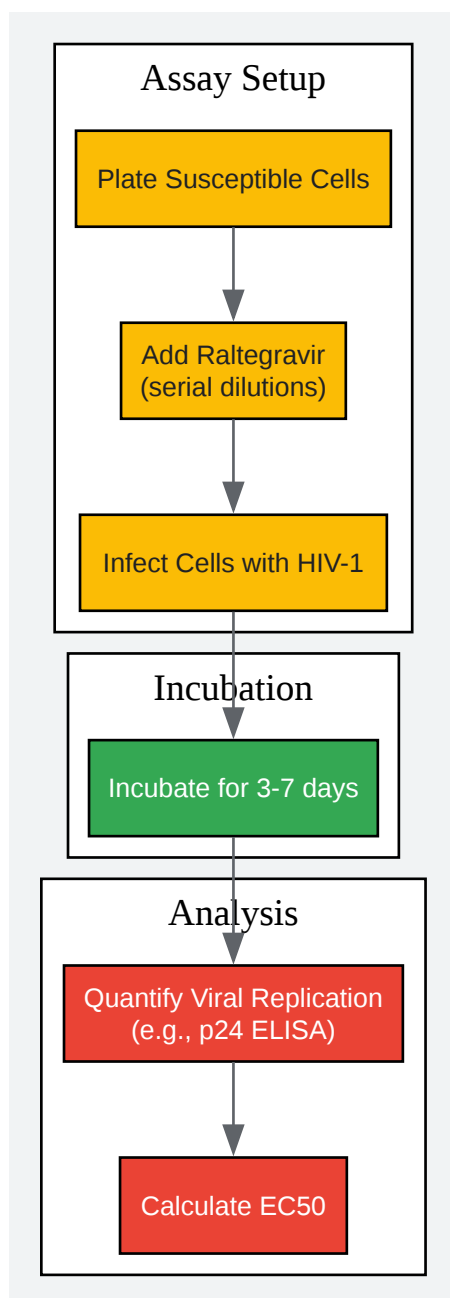 Assay Setup
Plate Susceptible Cells
Add Raltegravir
(serial dilutions)
Infect Cells with HIV-1
Incubation
Incubate for 3-7 days
Analysis
Quantify Viral Replication
(e.g., p24 ELISA)
Calculate EC50